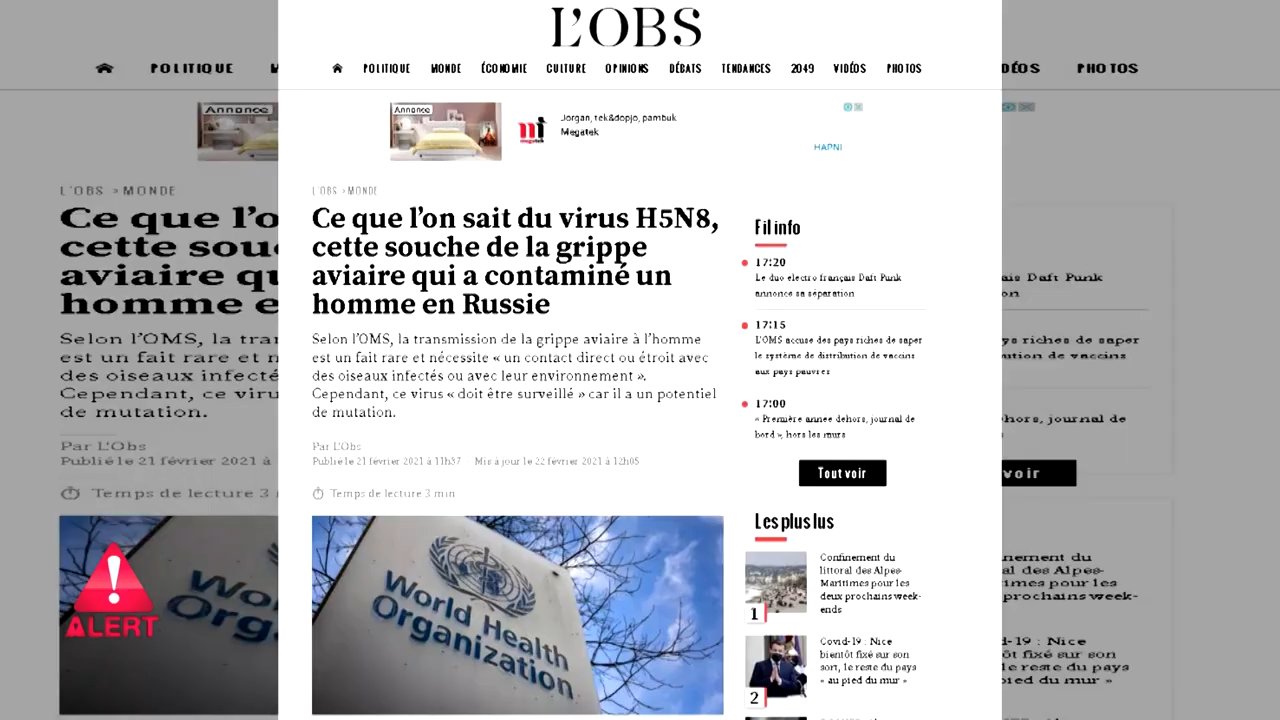 L'OBS
POLITIQUE MONDE ÉCONOMIE CULTURE OPINIONS DÉBATS TENDANCES 2049 VIDÉOS PHOTOS
Annonce
Jorgan, tek&dopjo, pambuk
Megatek
megatek
HAPNI
L'OBS > MONDE
Ce que l'on sait du virus H5N8,
cette souche de la grippe
aviaire qui a contaminé un
homme en Russie
Selon l'OMS, la transmission de la grippe aviaire à l'homme
est un fait rare et nécessite « un contact direct ou étroit avec
des oiseaux infectés ou avec leur environnement ».
Cependant, ce virus « doit être surveillé » car il a un potentiel
de mutation.
Par L'Obs
Publié le 21 février 2021 à 11h37 Mis à jour le 22 février 2021 à 12h05
Temps de lecture 3 min
World Health
Organization
Fil info
17:20
Le duo electro français Daft Punk
annonce sa séparation
17:15
L'OMS accuse des pays riches de saper
le système de distribution de vaccins
aux pays pauvres
17:00
« Première année dehors, journal de
bord », hors les murs
Tout voir
Les plus lus
1
Confinement du
littoral des Alpes-
Maritimes pour les
deux prochains week-
ends
2
Covid-19 : Nice
bientôt fixé sur son
sort, le reste du pays
« au pied du mur »
POLITIQUE
Annonce
L'OBS > MONDE
Ce que l'o
cette souc
aviaire qu
homme e
Selon l'OMS, la tra
est un fait rare et n
des oiseaux infecté
Cependant, ce viru
de mutation.
Par L'Obs
Publié le 21 février 2021 à
Temps de lecture 3
ALERT
DÉOS PHOTOS
ais Daft Punk
on
ys riches de saper
ution de vaccins
hors, journal de
voir
nement du
l des Alpes-
imes pour les
prochains week-
-19 : Nice
ôt fixé sur son
le reste du pays
ed du mur »